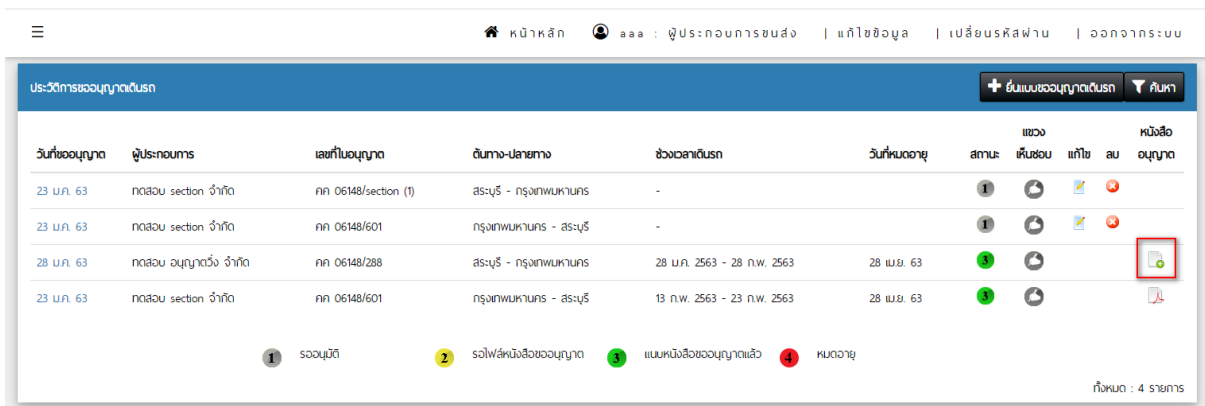 ☰ หน้าหลัก aaa : ผู้ประกอบการขนส่ง | แก้ไขข้อมูล | เปลี่ยนรหัสผ่าน | ออกจากระบบ
ประวัติการขออนุญาตเดินรถ ยื่นแบบขออนุญาตเดินรถ ค้นหา
วันที่ขออนุญาต ผู้ประกอบการ เลขที่ใบอนุญาต ต้นทาง-ปลายทาง ช่วงเวลาเดินรถ วันที่หมดอายุ สถานะ แขวงเห็นชอบ แก้ไข ลบ หนังสืออนุญาต
23 ม.ค. 63 ทดสอบ section จำกัด คค 06148/section (1) สระบุรี - กรุงเทพมหานคร - 1
23 ม.ค. 63 ทดสอบ section จำกัด คค 06148/601 กรุงเทพมหานคร - สระบุรี - 1
28 ม.ค. 63 ทดสอบ อนุญาตวิ่ง จำกัด คค 06148/288 สระบุรี - กรุงเทพมหานคร 28 ม.ค. 2563 - 28 ก.พ. 2563 28 เม.ย. 63 3
23 ม.ค. 63 ทดสอบ section จำกัด คค 06148/601 กรุงเทพมหานคร - สระบุรี 13 ก.พ. 2563 - 23 ก.พ. 2563 28 เม.ย. 63 3
1 รออนุมัติ 2 รอไฟล์หนังสือขออนุญาต 3 แนบหนังสือขออนุญาตแล้ว 4 หมดอายุ
ทั้งหมด : 4 รายการ